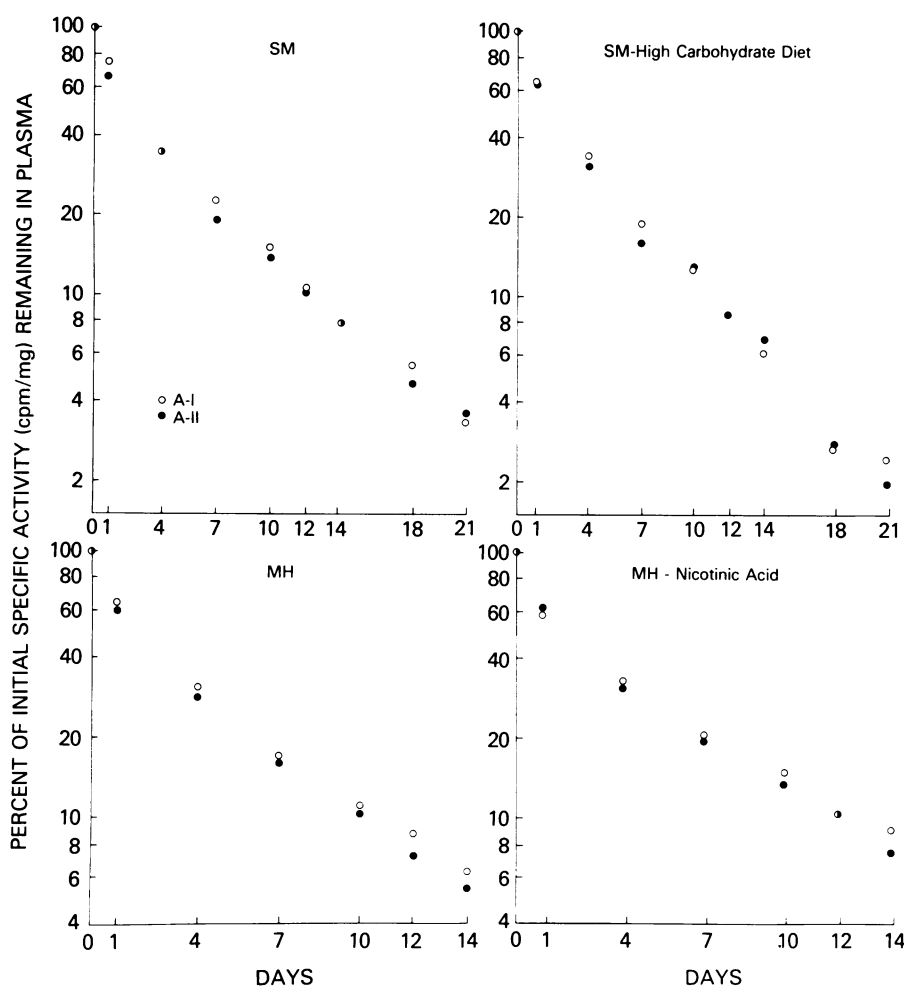 PERCENT OF INITIAL SPECIFIC ACTIVITY (cpm/mg) REMAINING IN PLASMA
SM
100
80
60
40
20
10
8
6
4
2
A-I
A-II
0 1 4 7 10 12 14 18 21
SM-High Carbohydrate Diet
100
80
60
40
20
10
8
6
4
2
0 1 4 7 10 12 14 18 21
MH
100
80
60
40
20
10
8
6
4
0 1 4 7 10 12 14
DAYS
MH - Nicotinic Acid
100
80
60
40
20
10
8
6
4
0 1 4 7 10 12 14
DAYS